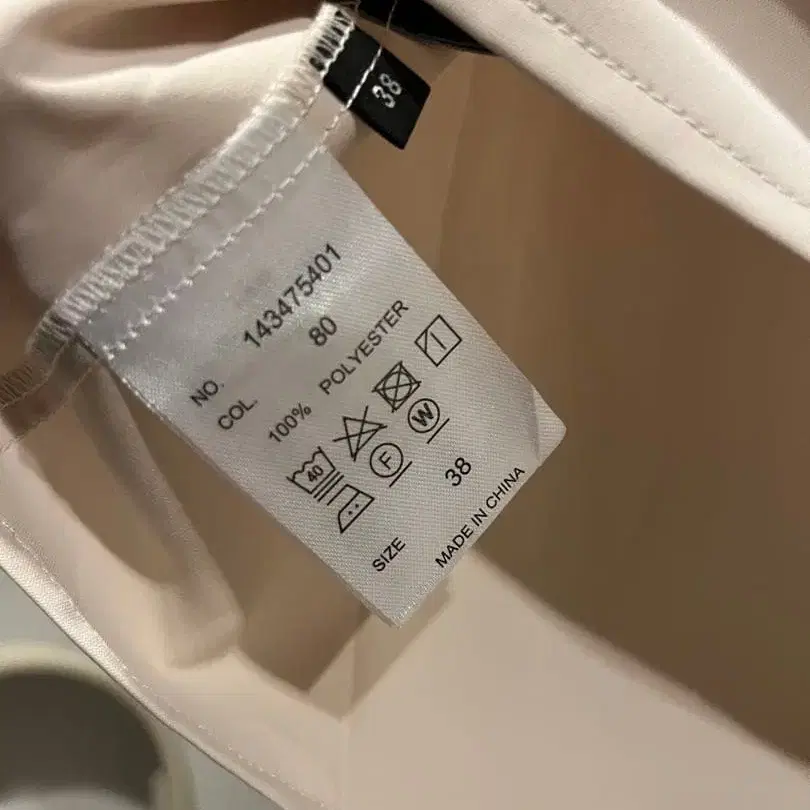 38
NO. 143475401
COL. 80
100% POLYESTER
40
F W
SIZE 38
MADE IN CHINA